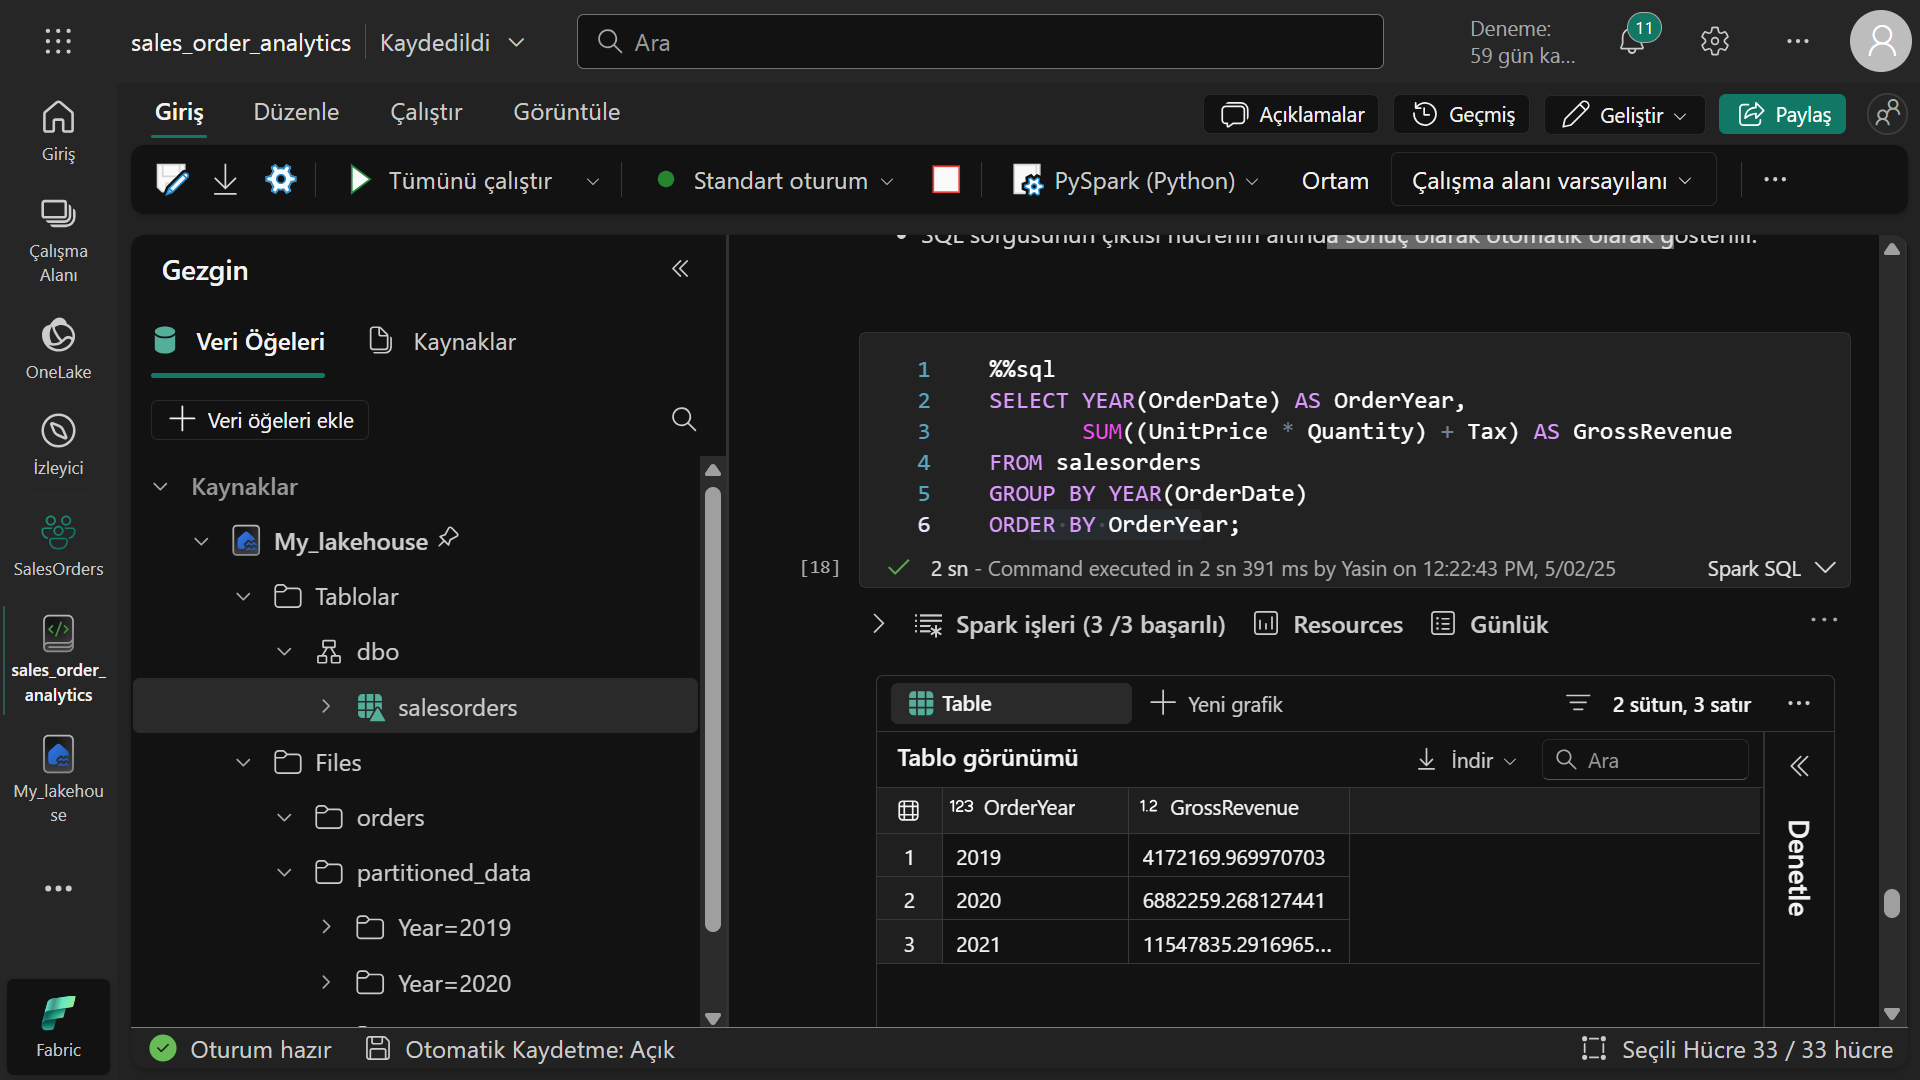 sales_order_analytics
Kaydedildi
Ara
Deneme:
59 gün ka...
11
Giriş
Düzenle
Çalıştır
Görüntüle
Açıklamalar
Geçmiş
Geliştir
Paylaş
Tümünü çalıştır
Standart oturum
PySpark (Python)
Ortam
Çalışma alanı varsayılanı
Giriş
Çalışma
Alanı
OneLake
İzleyici
SalesOrders
sales_order_
analytics
My_lakehou
se
Fabric
Gezgin
Veri Öğeleri
Kaynaklar
Veri öğeleri ekle
Kaynaklar
My_lakehouse
Tablolar
dbo
salesorders
Files
orders
partitioned_data
Year=2019
Year=2020
• SQL sorgusunun çıktısı hücrenin altında sonuç olarak otomatik olarak gösterilir.
1 %%sql
2 SELECT YEAR(OrderDate) AS OrderYear,
3 SUM((UnitPrice * Quantity) + Tax) AS GrossRevenue
4 FROM salesorders
5 GROUP BY YEAR(OrderDate)
6 ORDER BY OrderYear;
[18]
2 sn - Command executed in 2 sn 391 ms by Yasin on 12:22:43 PM, 5/02/25
Spark SQL
Spark işleri (3 /3 başarılı)
Resources
Günlük
Table
Yeni grafik
2 sütun, 3 satır
Tablo görünümü
İndir
Ara
123 OrderYear
1.2 GrossRevenue
1 2019 4172169.969970703
2 2020 6882259.268127441
3 2021 11547835.2916965...
Denetle
Oturum hazır
Otomatik Kaydetme: Açık
Seçili Hücre 33 / 33 hücre